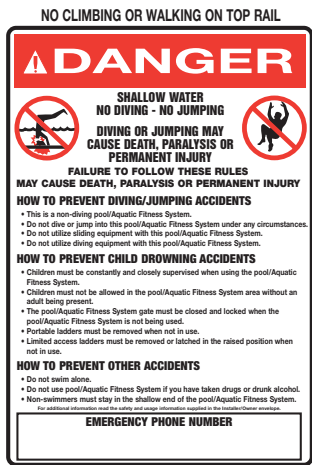 NO CLIMBING OR WALKING ON TOP RAIL
DANGER
SHALLOW WATER
NO DIVING - NO JUMPING
DIVING OR JUMPING MAY
CAUSE DEATH, PARALYSIS OR
PERMANENT INJURY
FAILURE TO FOLLOW THESE RULES
MAY CAUSE DEATH, PARALYSIS OR PERMANENT INJURY
HOW TO PREVENT DIVING/JUMPING ACCIDENTS
• This is a non-diving pool/Aquatic Fitness System.
• Do not dive or jump into this pool/Aquatic Fitness System under any circumstances.
• Do not utilize sliding equipment with this pool/Aquatic Fitness System.
• Do not utilize diving equipment with this pool/Aquatic Fitness System.
HOW TO PREVENT CHILD DROWNING ACCIDENTS
• Children must be constantly and closely supervised when using the pool/Aquatic
Fitness System.
• Children must not be allowed in the pool/Aquatic Fitness System area without an
adult being present.
• The pool/Aquatic Fitness System gate must be closed and locked when the
pool/Aquatic Fitness System is not being used.
• Portable ladders must be removed when not in use.
• Limited access ladders must be removed or latched in the raised position when
not in use.
HOW TO PREVENT OTHER ACCIDENTS
• Do not swim alone.
• Do not use pool/Aquatic Fitness System if you have taken drugs or drunk alcohol.
• Non-swimmers must stay in the shallow end of the pool/Aquatic Fitness System.
For additional information read the safety and usage information supplied in the Installer/Owner envelope.
EMERGENCY PHONE NUMBER